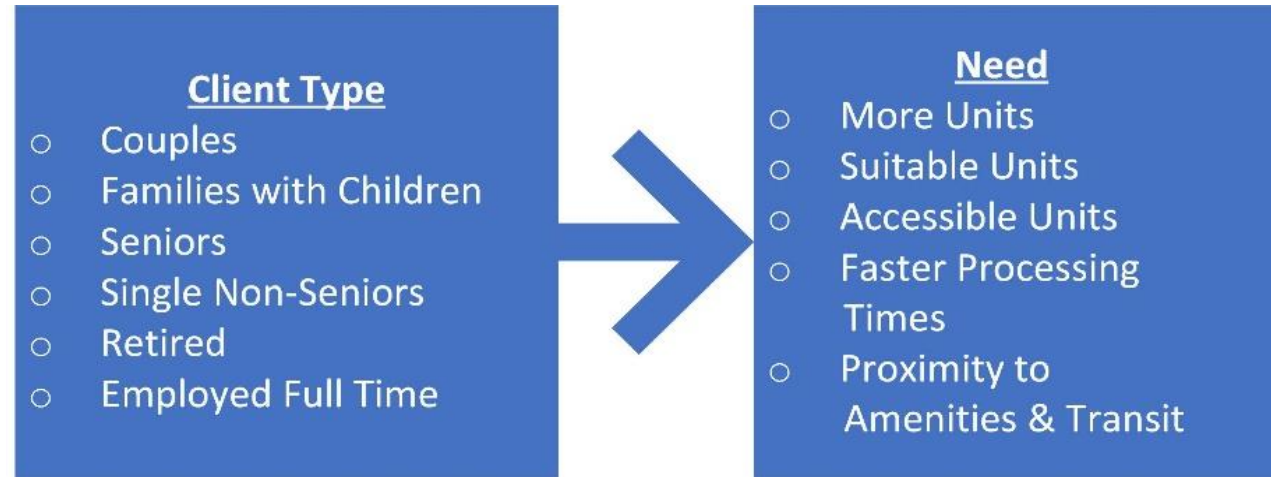 Client Type
o Couples
o Families with Children
o Seniors
o Single Non-Seniors
o Retired
o Employed Full Time
Need
o More Units
o Suitable Units
o Accessible Units
o Faster Processing
Times
o Proximity to
Amenities & Transit